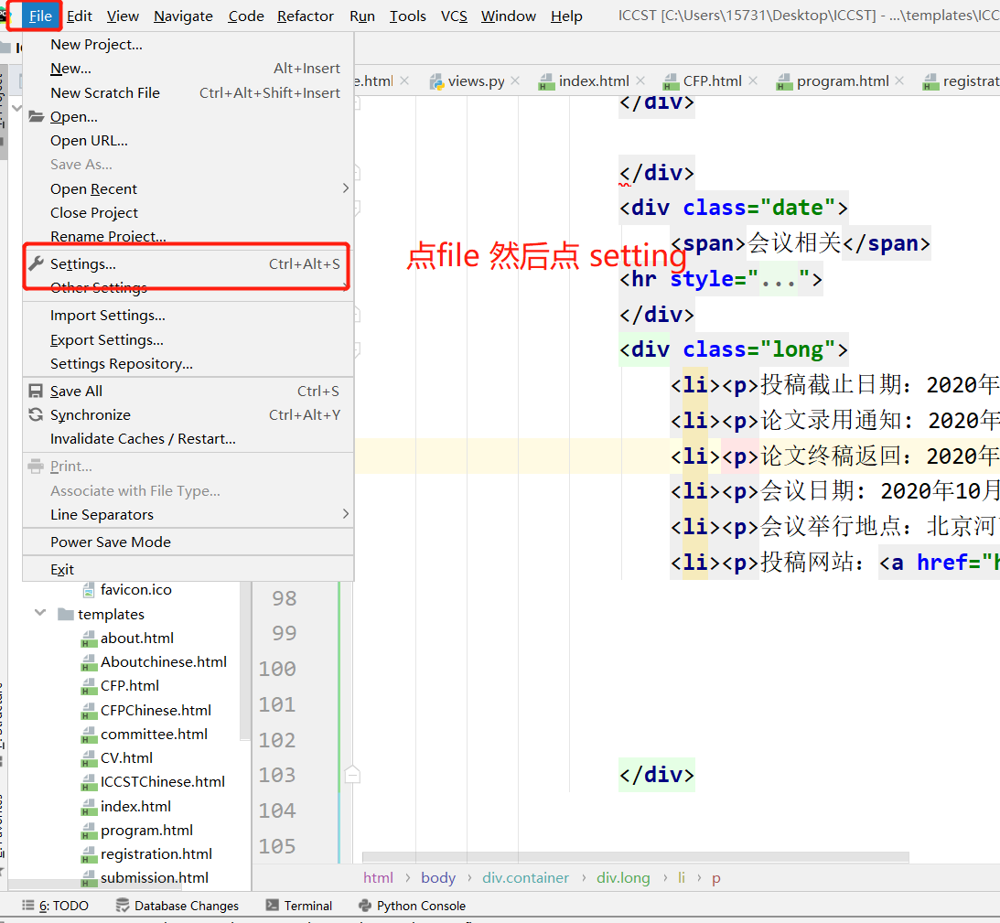 File Edit View Navigate Code Refactor Run Tools VCS Window Help ICCST [C:\Users\15731\Desktop\ICCST] - ...\templates\ICC
New Project...
New... Alt+Insert
New Scratch File Ctrl+Alt+Shift+Insert
Open...
Open URL...
Save As...
Open Recent
Close Project
Rename Project...
Settings... Ctrl+Alt+S
Other Settings
Import Settings...
Export Settings...
Settings Repository...
Save All Ctrl+S
Synchronize Ctrl+Alt+Y
Invalidate Caches / Restart...
Print...
Associate with File Type...
Line Separators
Power Save Mode
Exit
e.html views.py index.html CFP.html program.html registrat
</div>
</div>
<div class="date">
<span>会议相关</span>
点file 然后点 setting
<hr style="...">
</div>
<div class="long">
<li><p>投稿截止日期：2020年
<li><p>论文录用通知：2020年
<li><p>论文终稿返回：2020年
<li><p>会议日期：2020年10月
<li><p>会议举行地点：北京河
<li><p>投稿网站：<a href="h
favicon.ico
templates
about.html
Aboutchinese.html
CFP.html
CFPChinese.html
committee.html
CV.html
ICCSTChinese.html
index.html
program.html
registration.html
submission.html
98
99
100
101
102
103 </div>
104
105
html › body › div.container › div.long › li › p
6: TODO Database Changes Terminal Python Console